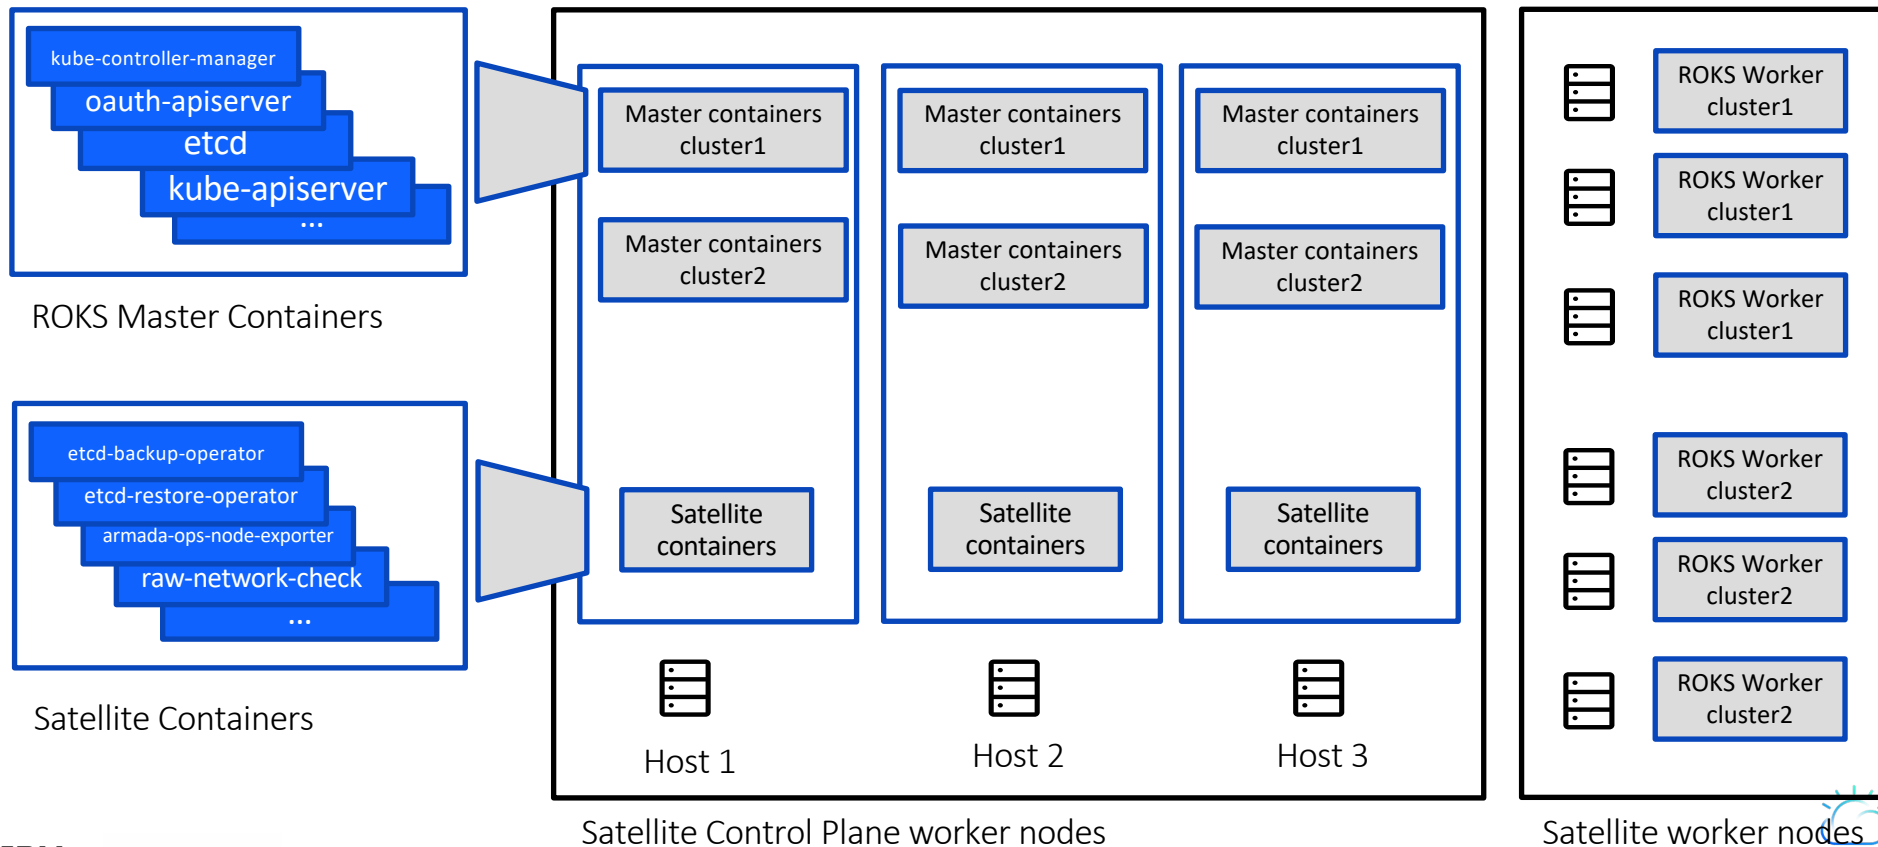 kube-controller-manager
oauth-apiserver
etcd
kube-apiserver
...
ROKS Master Containers
etcd-backup-operator
etcd-restore-operator
armada-ops-node-exporter
raw-network-check
...
Satellite Containers
Master containers
cluster1
Master containers
cluster2
Satellite
containers
Host 1
Master containers
cluster1
Master containers
cluster2
Satellite
containers
Host 2
Master containers
cluster1
Master containers
cluster2
Satellite
containers
Host 3
Satellite Control Plane worker nodes
ROKS Worker
cluster1
ROKS Worker
cluster1
ROKS Worker
cluster1
ROKS Worker
cluster2
ROKS Worker
cluster2
ROKS Worker
cluster2
Satellite worker nodes